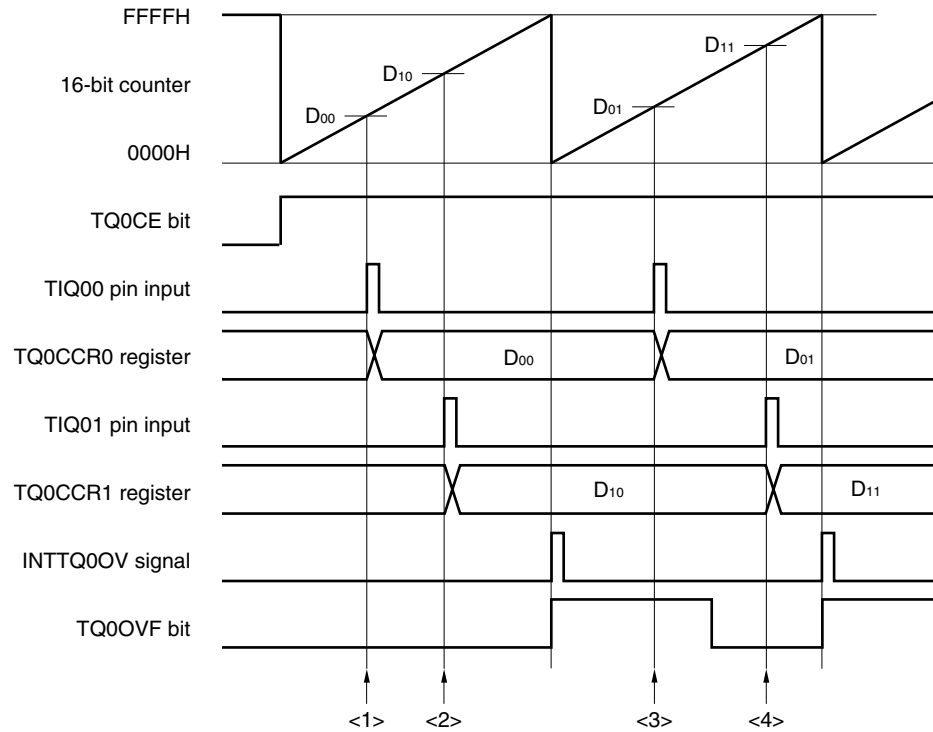 FFFFH
16-bit counter
0000H
D00
D10
D01
D11
TQ0CE bit
TIQ00 pin input
TQ0CCR0 register
D00
D01
TIQ01 pin input
TQ0CCR1 register
D10
D11
INTTQ0OV signal
TQ0OVF bit
<1> <2> <3> <4>